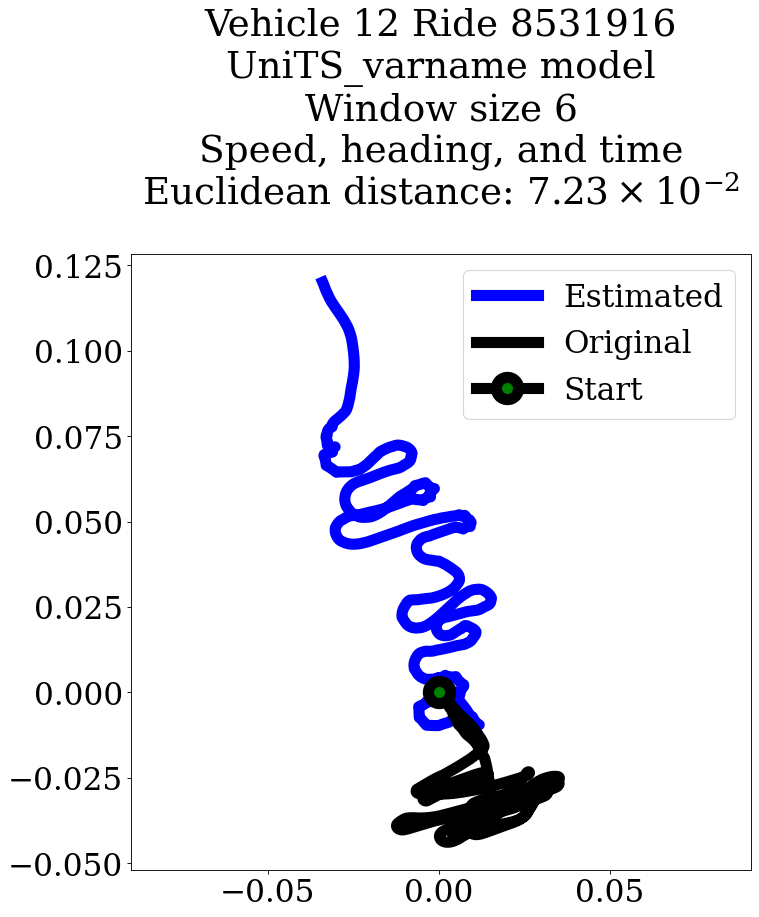 Vehicle 12 Ride 8531916
UniTS_varname model
Window size 6
Speed, heading, and time
Euclidean distance: 7.23 × 10⁻²
0.125
0.100
0.075
0.050
0.025
0.000
−0.025
−0.050
−0.05
0.00
0.05
Estimated
Original
Start